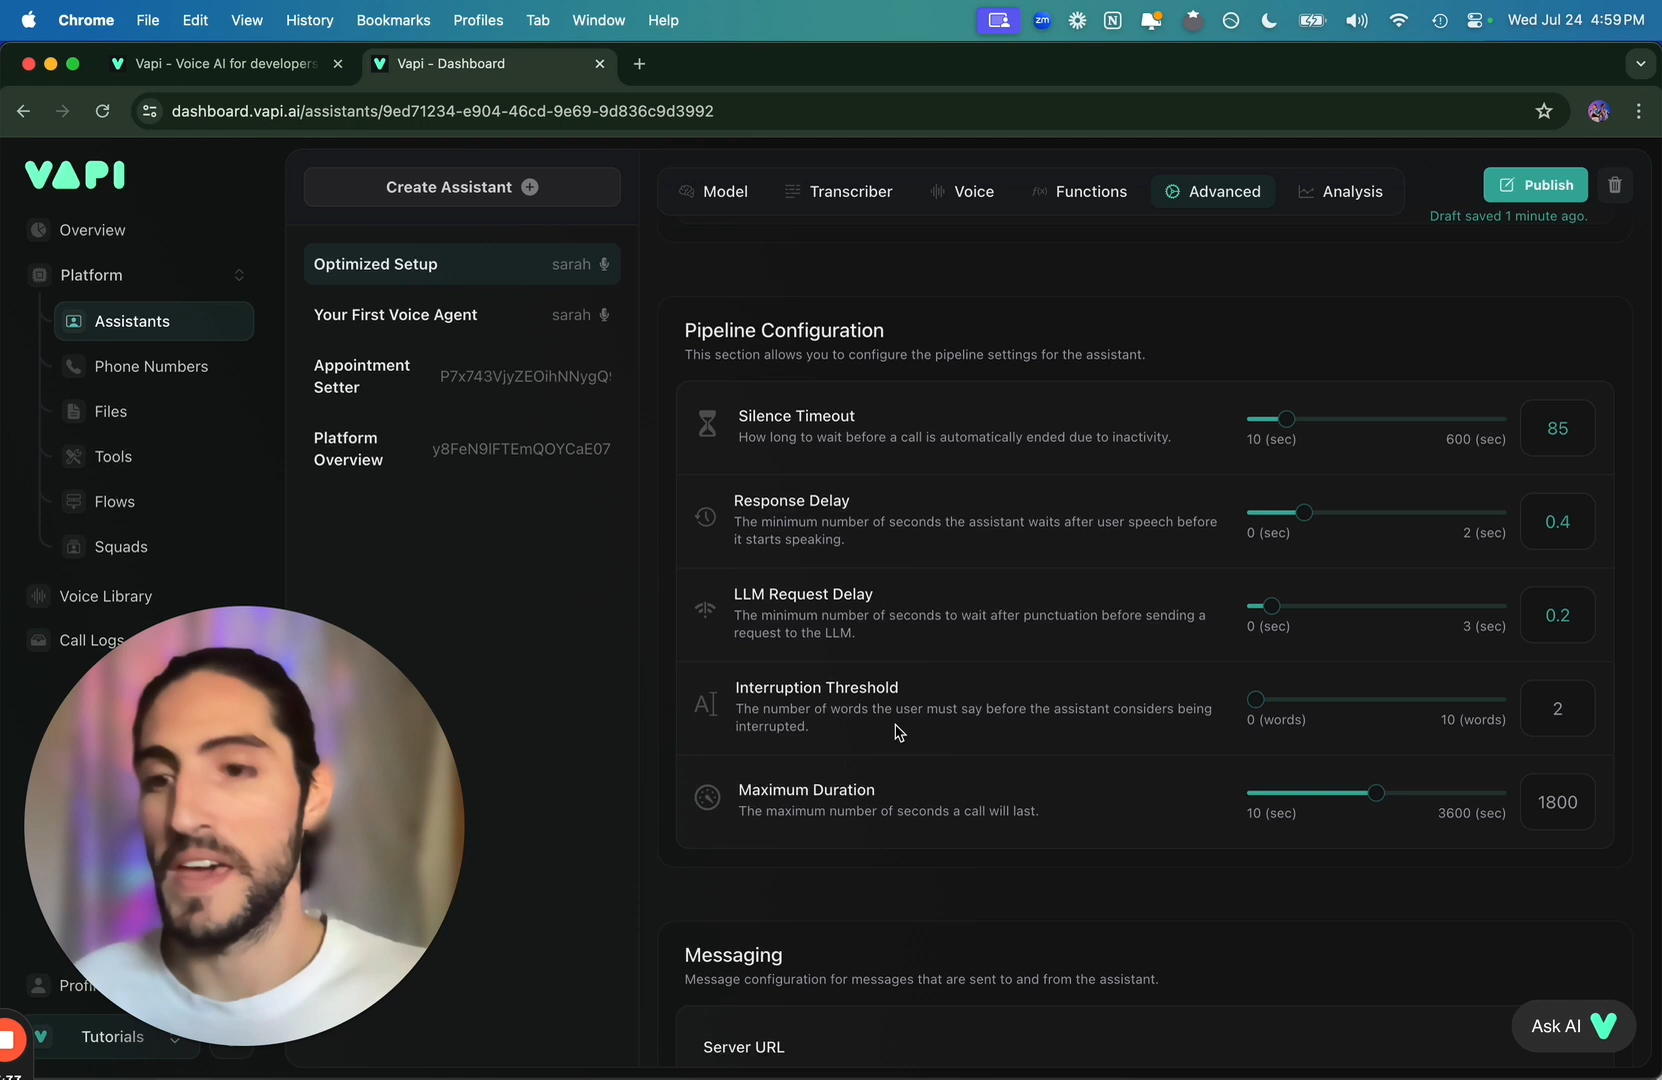 Chrome File Edit View History Bookmarks Profiles Tab Window Help
zm
Wed Jul 24 4:59 PM
Vapi - Voice AI for developers
Vapi - Dashboard
dashboard.vapi.ai/assistants/9ed71234-e904-46cd-9e69-9d836c9d3992
VAPI
Overview
Platform
Assistants
Phone Numbers
Files
Tools
Flows
Squads
Voice Library
Call Logs
Tutorials
Create Assistant
Optimized Setup sarah
Your First Voice Agent sarah
Appointment
Setter
P7x743VjyZEOihNNygQ
Platform
Overview
y8FeN9lFTEmQOYCaE07
Model Transcriber Voice f(x) Functions Advanced Analysis
Publish
Draft saved 1 minute ago.
Pipeline Configuration
This section allows you to configure the pipeline settings for the assistant.
Silence Timeout
How long to wait before a call is automatically ended due to inactivity.
10 (sec) 600 (sec)
85
Response Delay
The minimum number of seconds the assistant waits after user speech before
it starts speaking.
0 (sec) 2 (sec)
0.4
LLM Request Delay
The minimum number of seconds to wait after punctuation before sending a
request to the LLM.
0 (sec) 3 (sec)
0.2
Interruption Threshold
The number of words the user must say before the assistant considers being
interrupted.
0 (words) 10 (words)
2
Maximum Duration
The maximum number of seconds a call will last.
10 (sec) 3600 (sec)
1800
Messaging
Message configuration for messages that are sent to and from the assistant.
Server URL
Ask AI